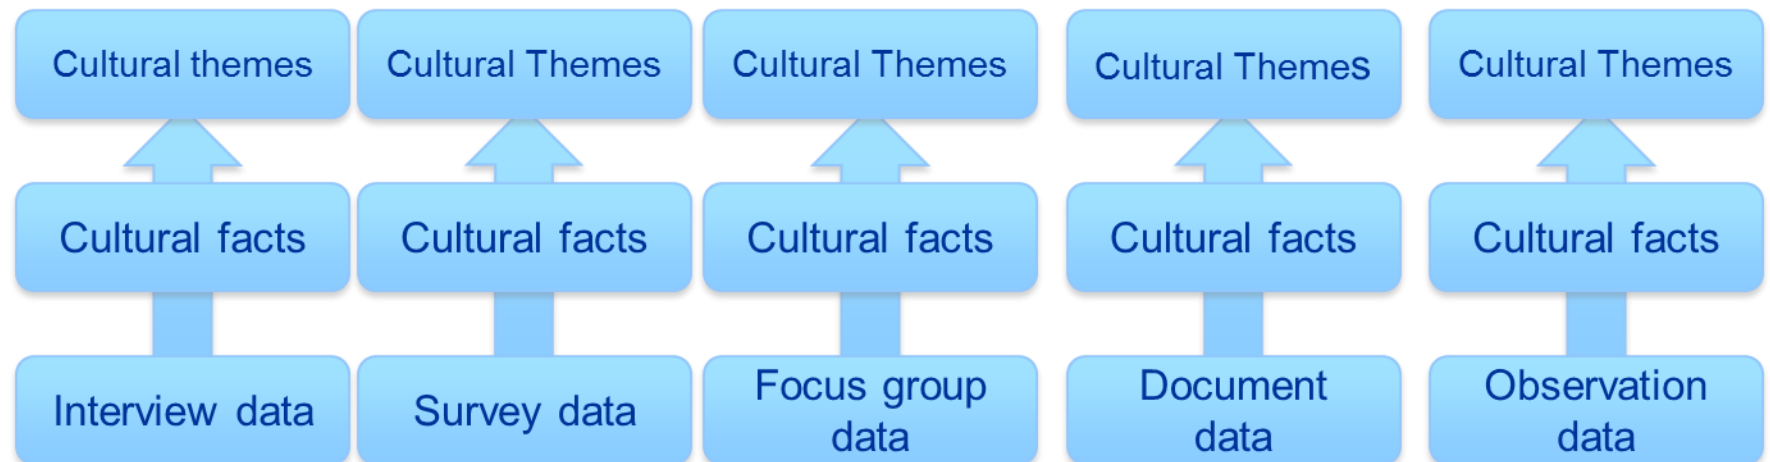 Cultural themes
Cultural Themes
Cultural Themes
Cultural Themes
Cultural Themes
Cultural facts
Cultural facts
Cultural facts
Cultural facts
Cultural facts
Interview data
Survey data
Focus group
data
Document
data
Observation
data